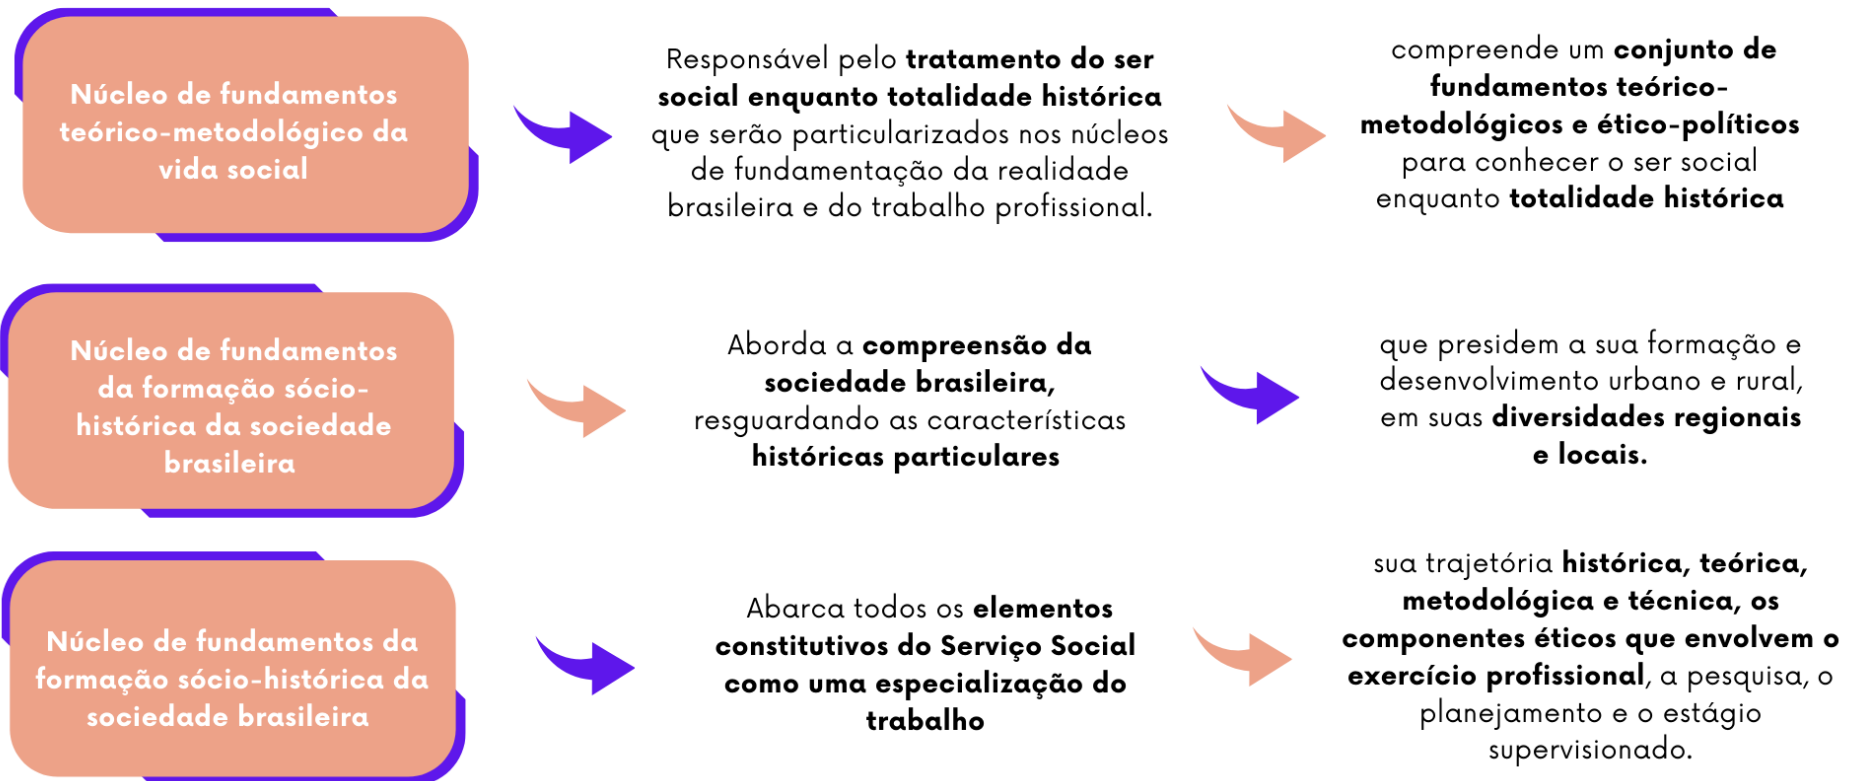 Núcleo de fundamentos
teórico-metodológico da
vida social
Responsável pelo tratamento do ser
social enquanto totalidade histórica
que serão particularizados nos núcleos
de fundamentação da realidade
brasileira e do trabalho profissional.
compreende um conjunto de
fundamentos teórico-
metodológicos e ético-políticos
para conhecer o ser social
enquanto totalidade histórica
Núcleo de fundamentos
da formação sócio-
histórica da sociedade
brasileira
Aborda a compreensão da
sociedade brasileira,
resguardando as características
históricas particulares
que presidem a sua formação e
desenvolvimento urbano e rural,
em suas diversidades regionais
e locais.
Núcleo de fundamentos da
formação sócio-histórica da
sociedade brasileira
Abarca todos os elementos
constitutivos do Serviço Social
como uma especialização do
trabalho
sua trajetória histórica, teórica,
metodológica e técnica, os
componentes éticos que envolvem o
exercício profissional, a pesquisa, o
planejamento e o estágio
supervisionado.